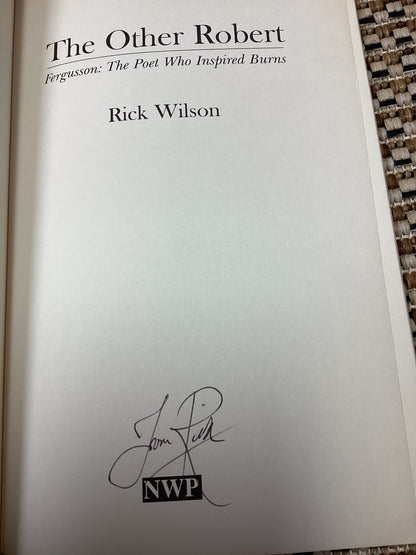 The Other Robert
Fergusson: The Poet Who Inspired Burns
Rick Wilson
from Rick
NWP